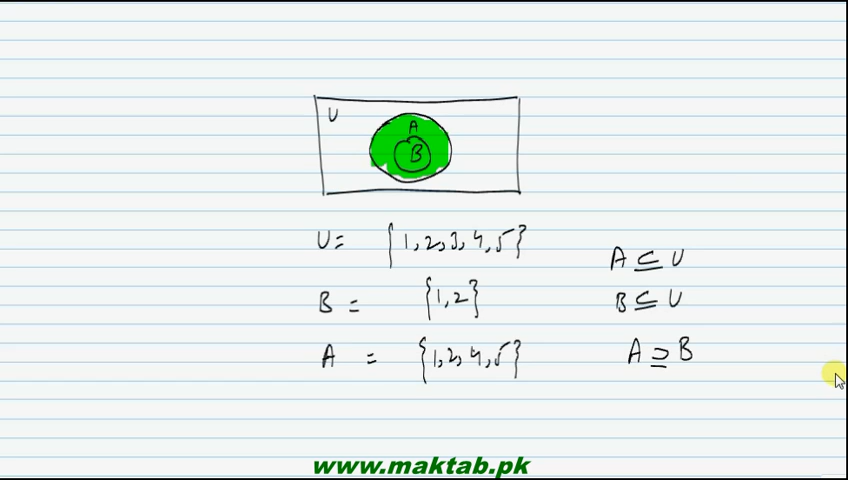 U
A
B
U = {1,2,3,4,5}
A ⊆ U
B = {1,2}
B ⊆ U
A = {1,2,4,5}
A ⊇ B
www.maktab.pk